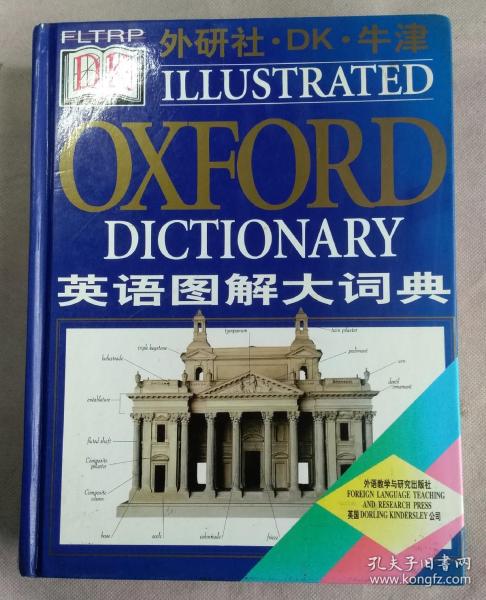 FLTRP
外研社·DK·牛津
DK
ILLUSTRATED
OXFORD
DICTIONARY
英语图解大词典
tympanum
twin pilaster
triple keystone
pediment
balustrade
urn
dentil ornament
entablature
fluted shaft
Composite pilaster
Composite column
base
socle
colonnade
frieze
外语教学与研究出版社
FOREIGN LANGUAGE TEACHING
AND RESEARCH PRESS
英国DORLING KINDERSLEY公司
孔夫子旧书网
www.kongfz.com